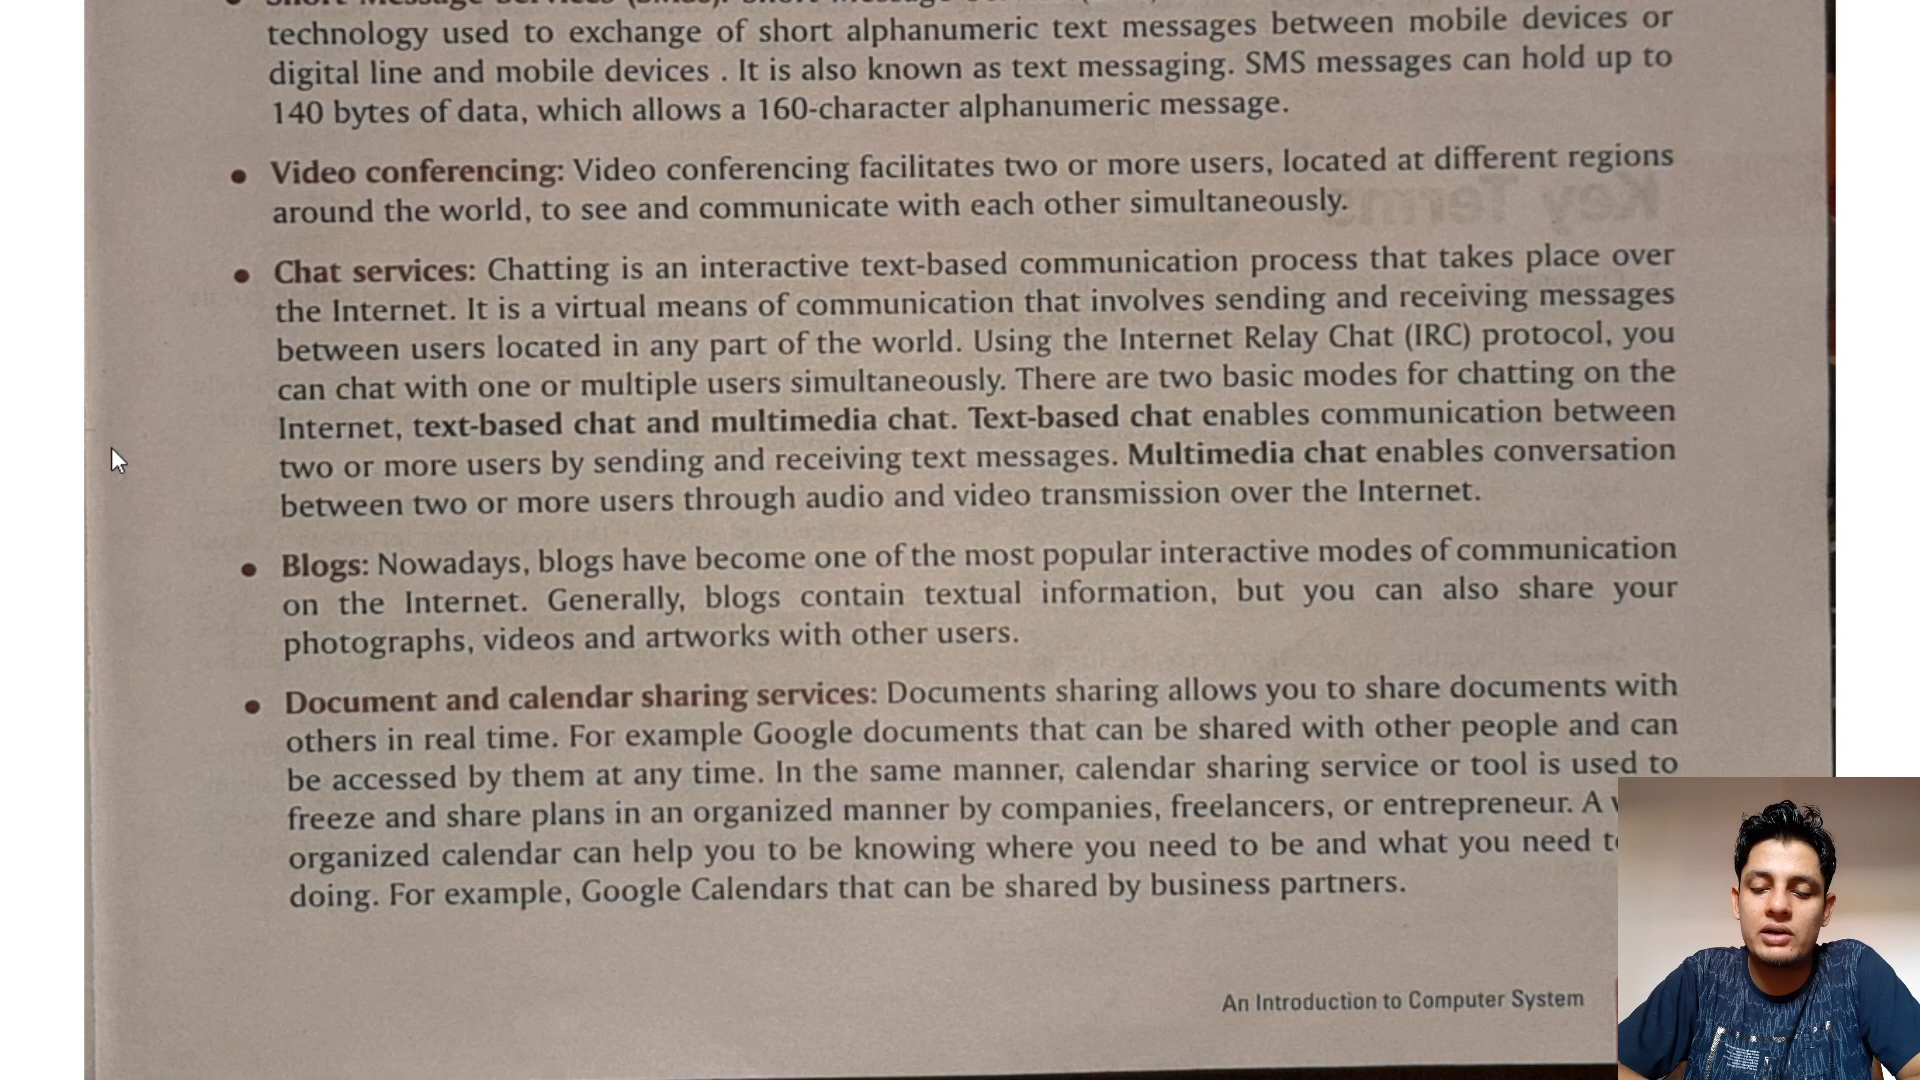 technology used to exchange of short alphanumeric text messages between mobile devices or
digital line and mobile devices . It is also known as text messaging. SMS messages can hold up to
140 bytes of data, which allows a 160-character alphanumeric message.
• Video conferencing: Video conferencing facilitates two or more users, located at different regions
around the world, to see and communicate with each other simultaneously.
Key Terms
• Chat services: Chatting is an interactive text-based communication process that takes place over
the Internet. It is a virtual means of communication that involves sending and receiving messages
between users located in any part of the world. Using the Internet Relay Chat (IRC) protocol, you
can chat with one or multiple users simultaneously. There are two basic modes for chatting on the
Internet, text-based chat and multimedia chat. Text-based chat enables communication between
two or more users by sending and receiving text messages. Multimedia chat enables conversation
between two or more users through audio and video transmission over the Internet.
• Blogs: Nowadays, blogs have become one of the most popular interactive modes of communication
on the Internet. Generally, blogs contain textual information, but you can also share your
photographs, videos and artworks with other users.
• Document and calendar sharing services: Documents sharing allows you to share documents with
others in real time. For example Google documents that can be shared with other people and can
be accessed by them at any time. In the same manner, calendar sharing service or tool is used to
freeze and share plans in an organized manner by companies, freelancers, or entrepreneur. A
organized calendar can help you to be knowing where you need to be and what you need
doing. For example, Google Calendars that can be shared by business partners.
An Introduction to Computer System